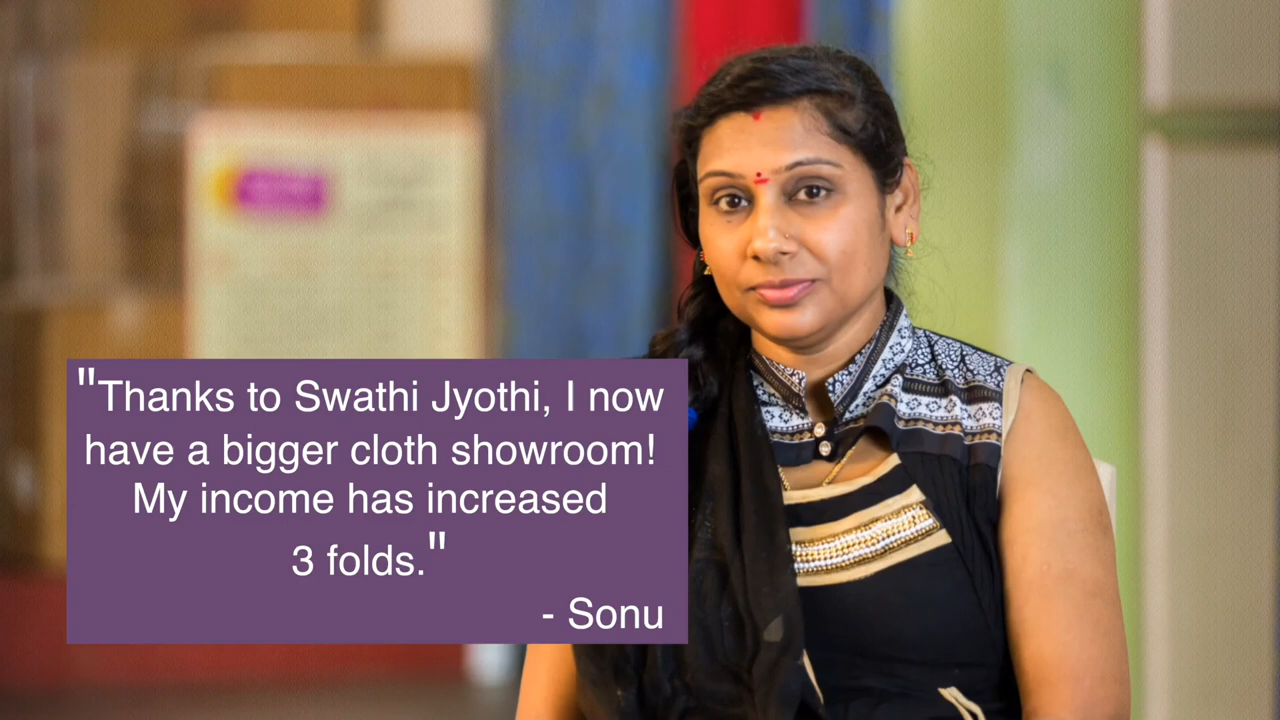 "Thanks to Swathi Jyothi, I now
have a bigger cloth showroom!
My income has increased
3 folds."
- Sonu